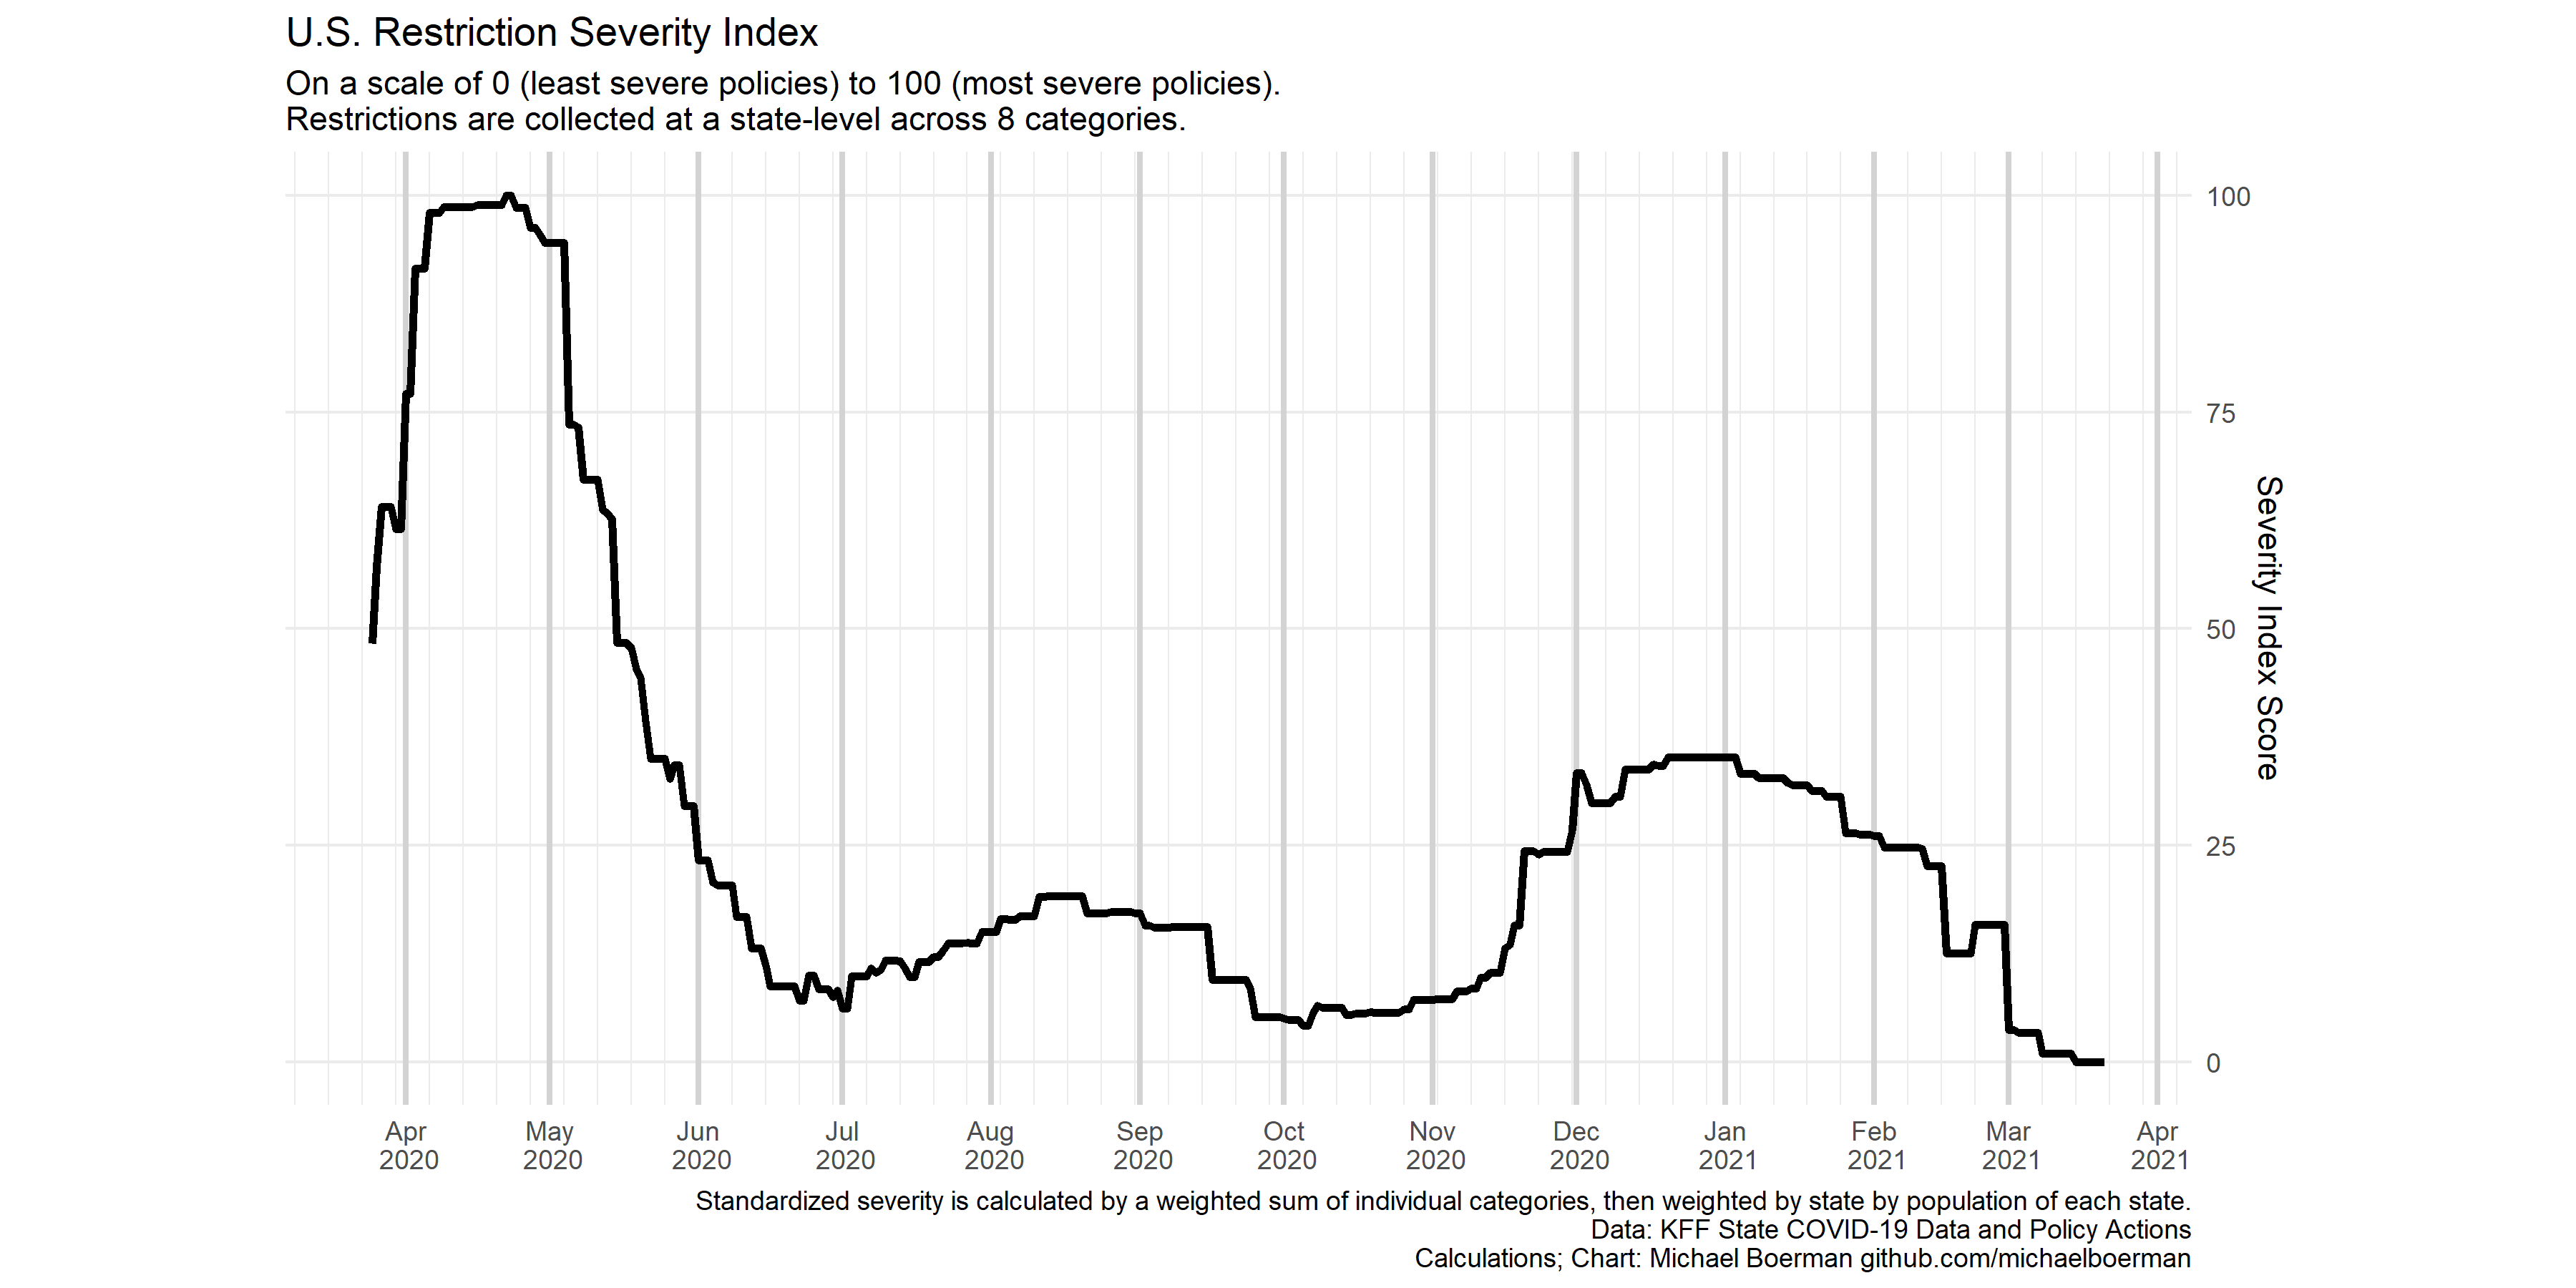 U.S. Restriction Severity Index
On a scale of 0 (least severe policies) to 100 (most severe policies).
Restrictions are collected at a state-level across 8 categories.
100
75
50
25
0
Severity Index Score
Apr May Jun Jul Aug Sep Oct Nov Dec Jan Feb Mar Apr
2020 2020 2020 2020 2020 2020 2020 2020 2020 2021 2021 2021 2021
Standardized severity is calculated by a weighted sum of individual categories, then weighted by state by population of each state.
Data: KFF State COVID-19 Data and Policy Actions
Calculations; Chart: Michael Boerman github.com/michaelboerman